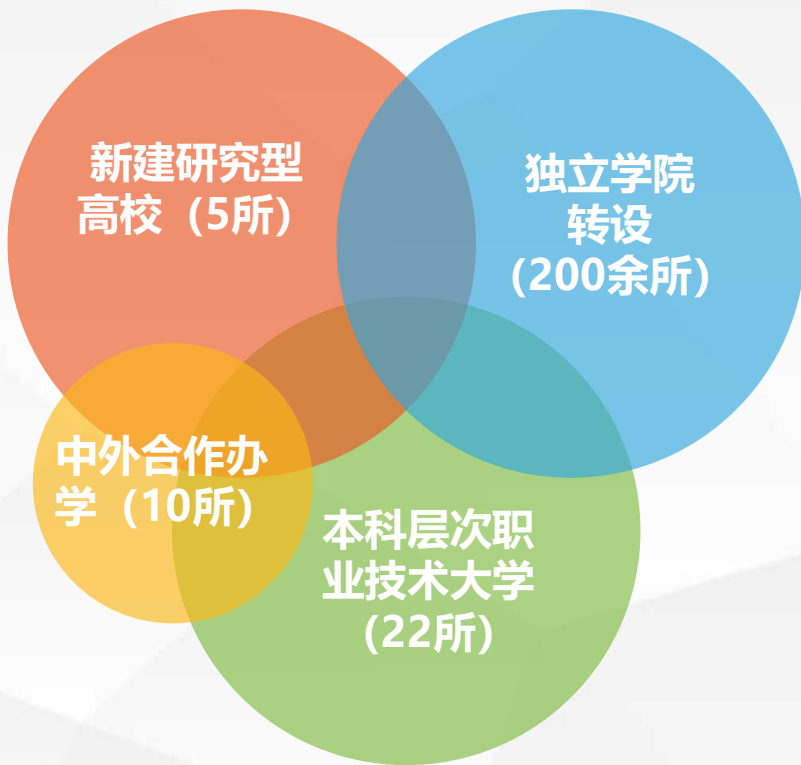 新建研究型
高校（5所）
独立学院
转设
（200余所）
中外合作办
学（10所）
本科层次职
业技术大学
（22所）